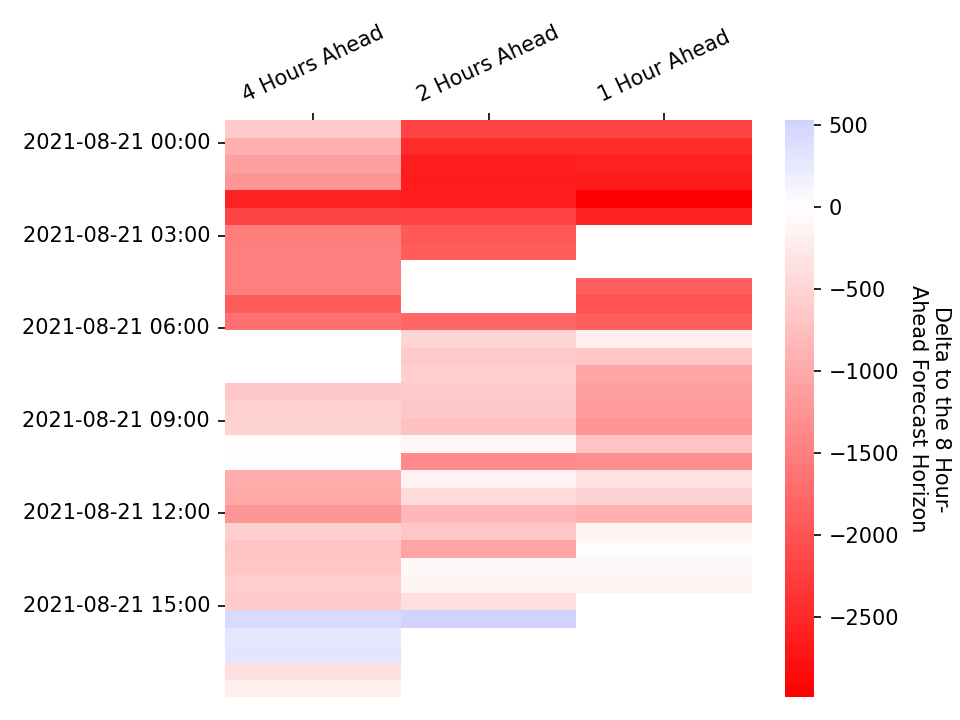 4 Hours Ahead
2 Hours Ahead
1 Hour Ahead
2021-08-21 00:00
2021-08-21 03:00
2021-08-21 06:00
2021-08-21 09:00
2021-08-21 12:00
2021-08-21 15:00
500
0
−500
−1000
−1500
−2000
−2500
Delta to the 8 Hour-
Ahead Forecast Horizon